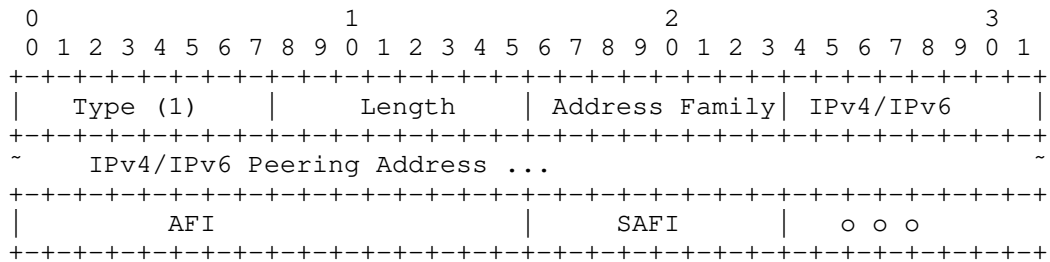 0                   1                   2                   3
 0 1 2 3 4 5 6 7 8 9 0 1 2 3 4 5 6 7 8 9 0 1 2 3 4 5 6 7 8 9 0 1
+-+-+-+-+-+-+-+-+-+-+-+-+-+-+-+-+-+-+-+-+-+-+-+-+-+-+-+-+-+-+-+-+
|   Type (1)    |     Length    | Address Family| IPv4/IPv6     |
+-+-+-+-+-+-+-+-+-+-+-+-+-+-+-+-+-+-+-+-+-+-+-+-+-+-+-+-+-+-+-+-+
~    IPv4/IPv6 Peering Address ...                              ~
+-+-+-+-+-+-+-+-+-+-+-+-+-+-+-+-+-+-+-+-+-+-+-+-+-+-+-+-+-+-+-+-+
|         AFI                   |     SAFI      |   o o o
+-+-+-+-+-+-+-+-+-+-+-+-+-+-+-+-+-+-+-+-+-+-+-+-+-+-+-+-+-+-+-+-+